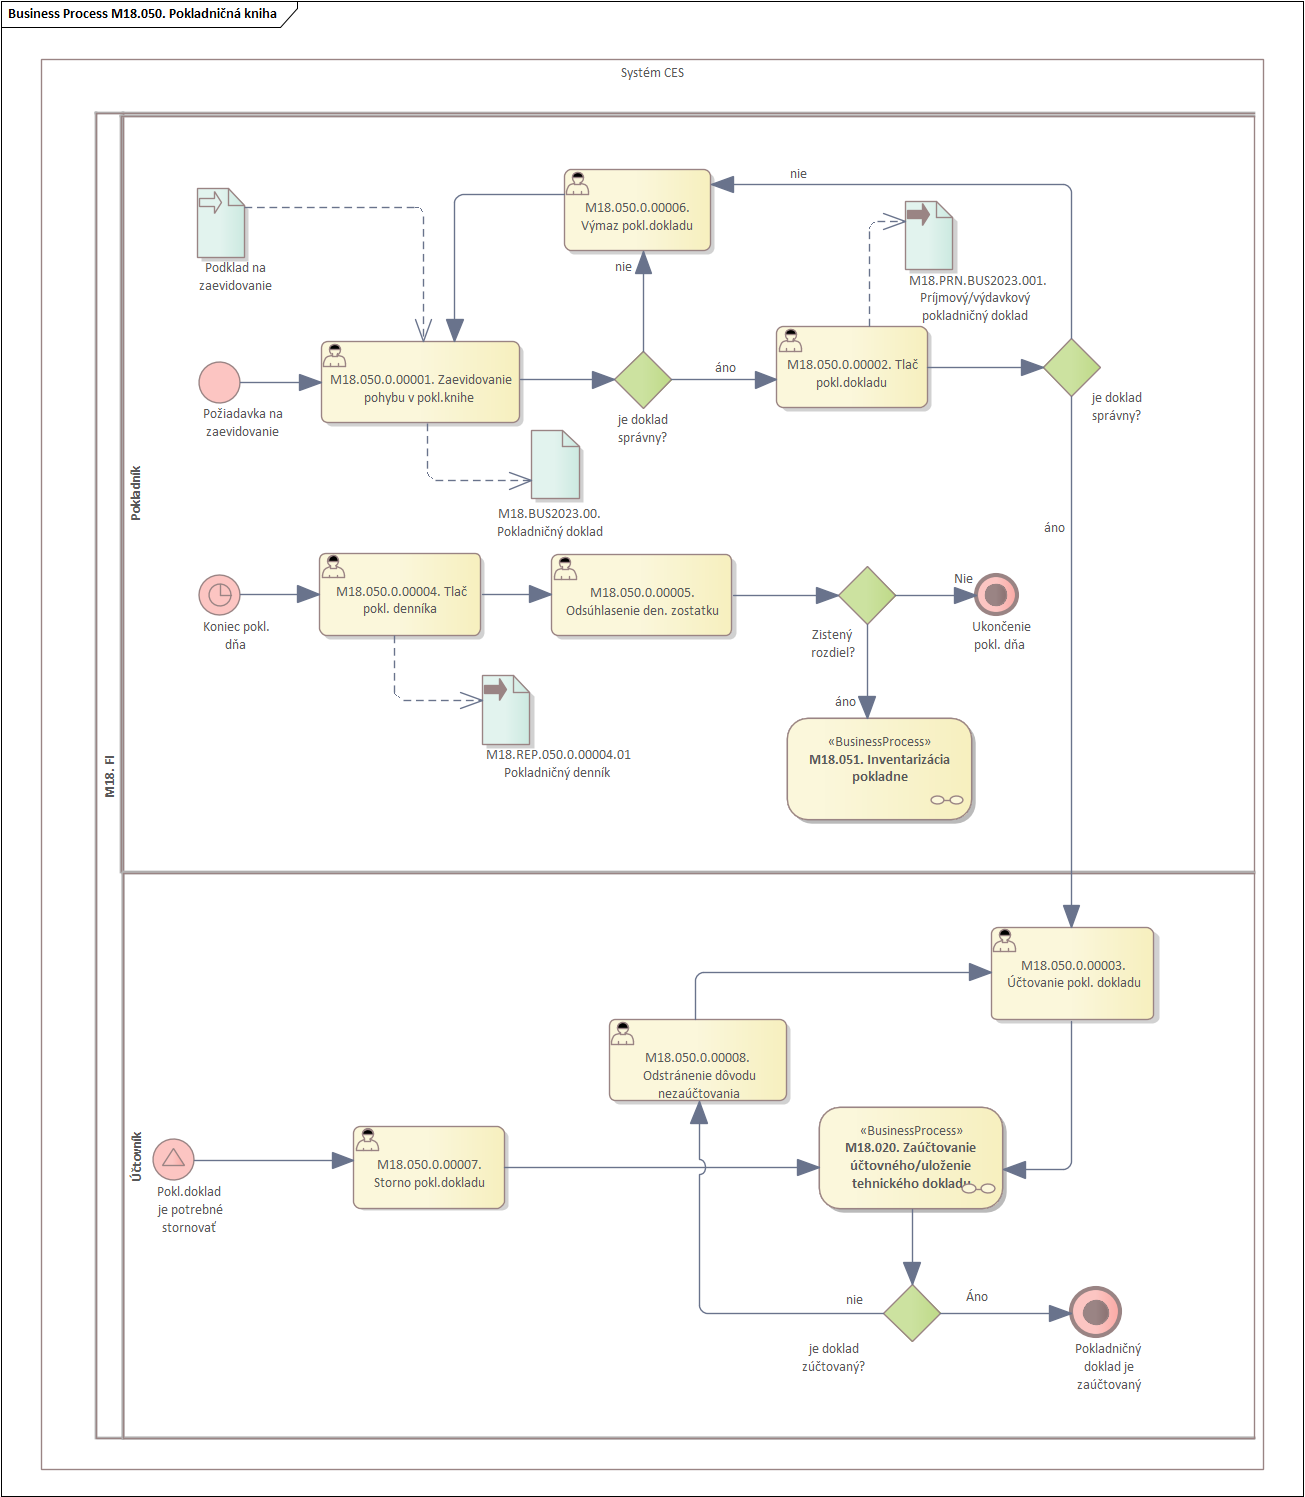 Business Process M18.050. Pokladničná kniha
Systém CES
M18. FI
Pokladník
Podklad na
zaevidovanie
M18.050.0.00006.
Výmaz pokl.dokladu
nie
nie
M18.PRN.BUS2023.001.
Príjmový/výdavkový
pokladničný doklad
Požiadavka na
zaevidovanie
M18.050.0.00001. Zaevidovanie
pohybu v pokl.knihe
je doklad
správny?
áno
M18.050.0.00002. Tlač
pokl.dokladu
je doklad
správny?
áno
M18.BUS2023.00.
Pokladničný doklad
Koniec pokl.
dňa
M18.050.0.00004. Tlač
pokl. denníka
M18.050.0.00005.
Odsúhlasenie den. zostatku
Zistený
rozdiel?
Nie
Ukončenie
pokl. dňa
áno
M18.REP.050.0.00004.01
Pokladničný denník
«BusinessProcess»
M18.051. Inventarizácia
pokladne
Účtovník
M18.050.0.00003.
Účtovanie pokl. dokladu
M18.050.0.00008.
Odstránenie dôvodu
nezaúčtovania
Pokl.doklad
je potrebné
stornovať
M18.050.0.00007.
Storno pokl.dokladu
«BusinessProcess»
M18.020. Zaúčtovanie
účtovného/uloženie
tehnického dokladu
nie
Áno
je doklad
zúčtovaný?
Pokladničný
doklad je
zaúčtovaný